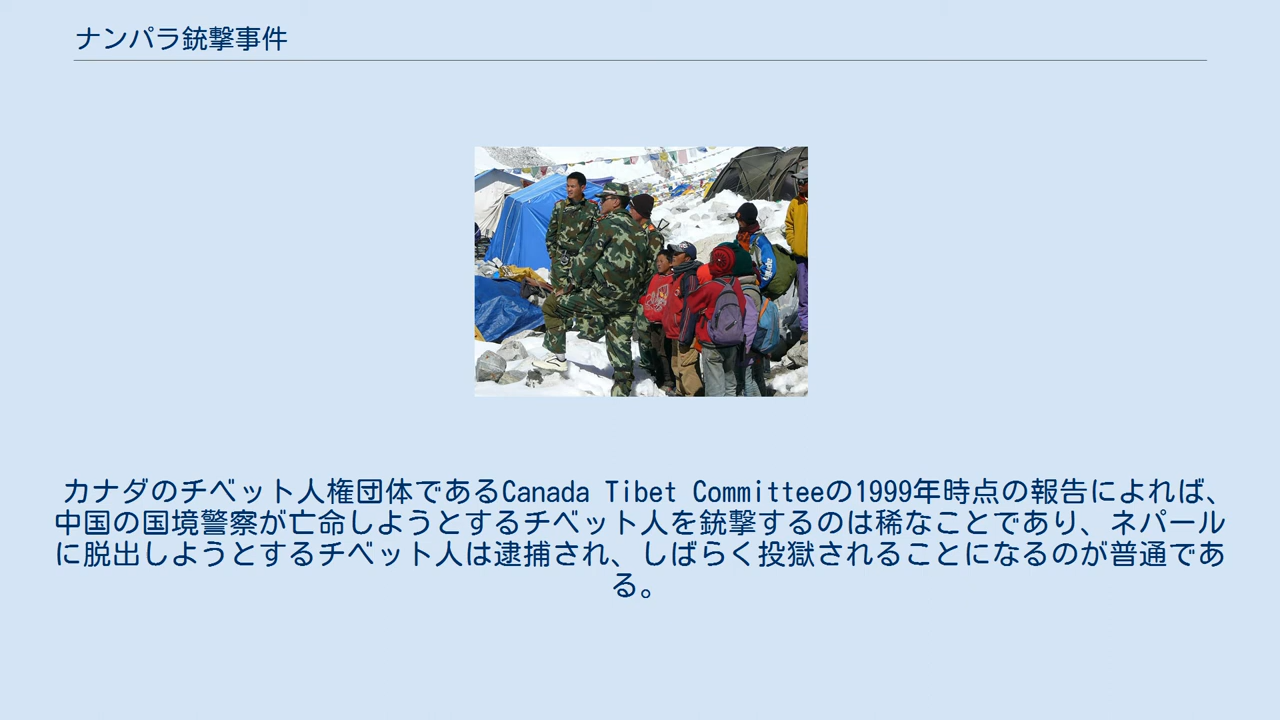 ナンパラ銃撃事件
カナダのチベット人権団体であるCanada Tibet Committeeの1999年時点の報告によれば、
中国の国境警察が亡命しようとするチベット人を銃撃するのは稀なことであり、ネパール
に脱出しようとするチベット人は逮捕され、しばらく投獄されることになるのが普通であ
る。